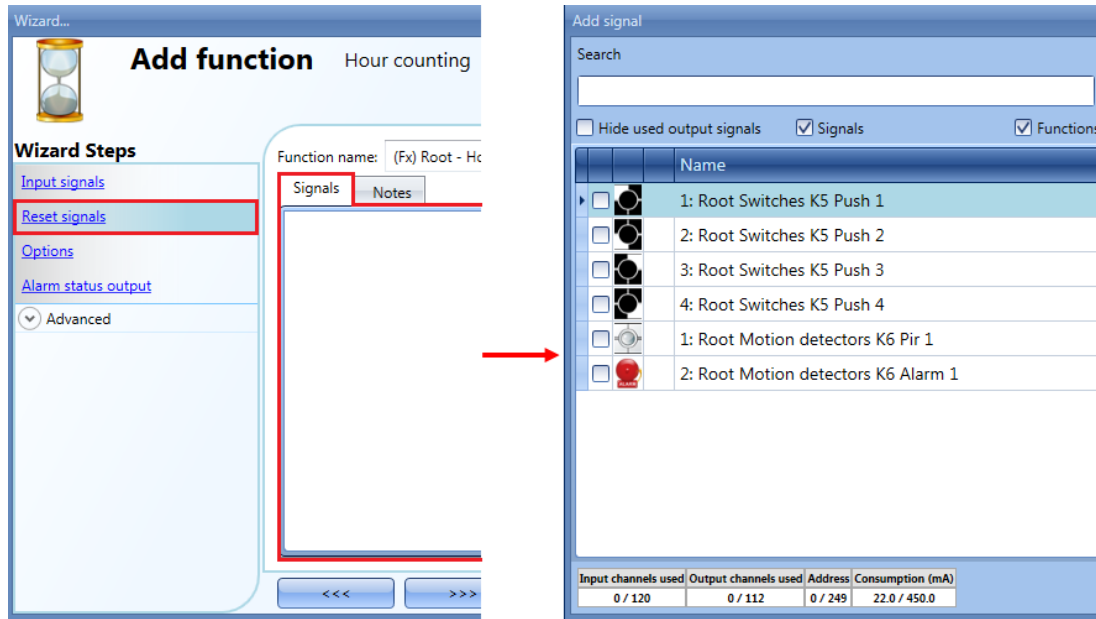 Wizard...
Add function Hour counting
Wizard Steps
Input signals
Reset signals
Options
Alarm status output
Advanced
Function name: (Fx) Root - Ho
Signals
Notes
<<<
>>>
Add signal
Search
Hide used output signals
Signals
Functions
Name
1: Root Switches K5 Push 1
2: Root Switches K5 Push 2
3: Root Switches K5 Push 3
4: Root Switches K5 Push 4
1: Root Motion detectors K6 Pir 1
ALARM
2: Root Motion detectors K6 Alarm 1
Input channels used Output channels used Address Consumption (mA)
0 / 120 0 / 112 0 / 249 22.0 / 450.0